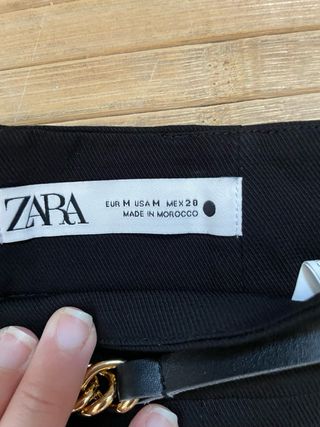 ZARA
EUR M USA M MEX 28
MADE IN MOROCCO